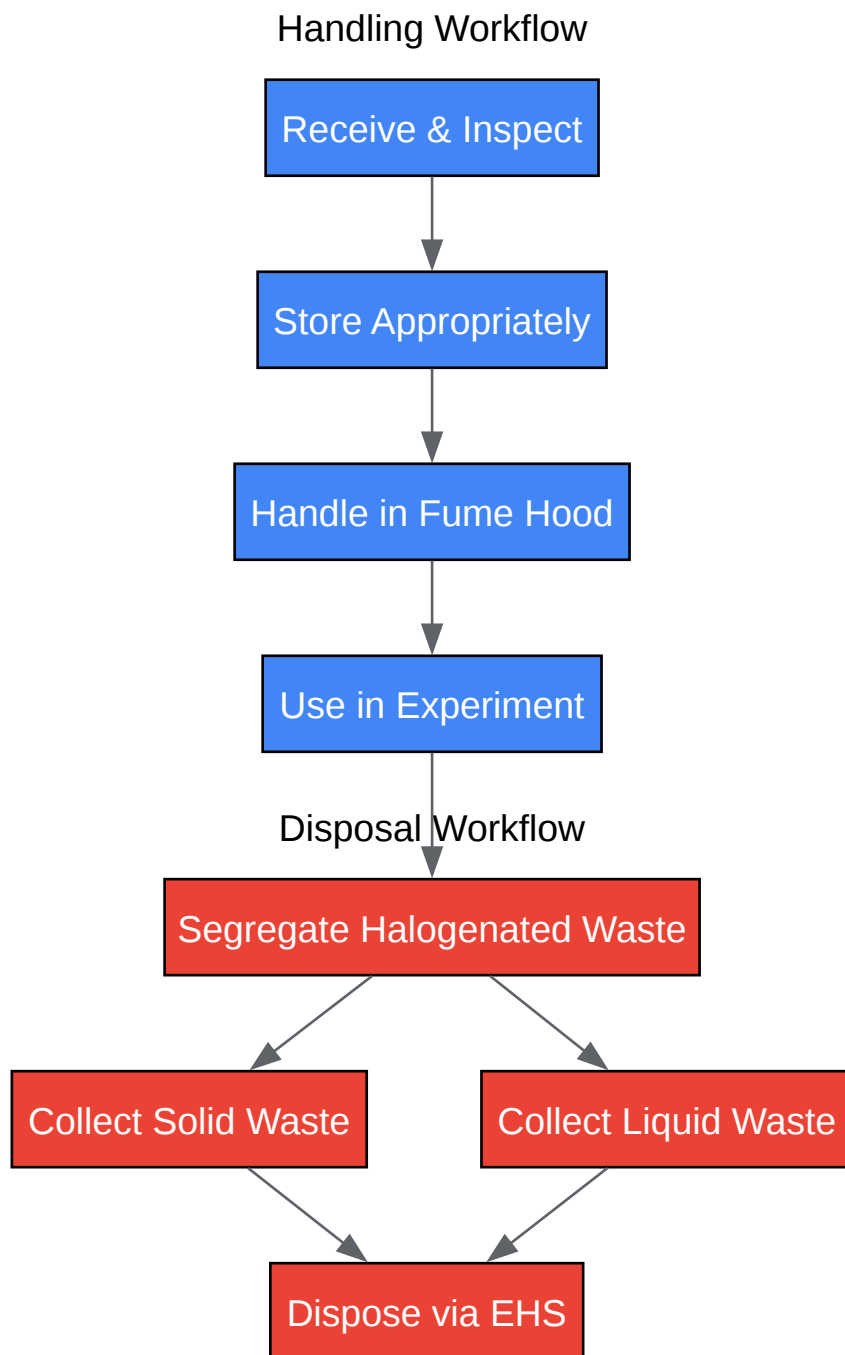 Handling Workflow
Receive & Inspect
Store Appropriately
Handle in Fume Hood
Use in Experiment
Disposal Workflow
Segregate Halogenated Waste
Collect Solid Waste
Collect Liquid Waste
Dispose via EHS